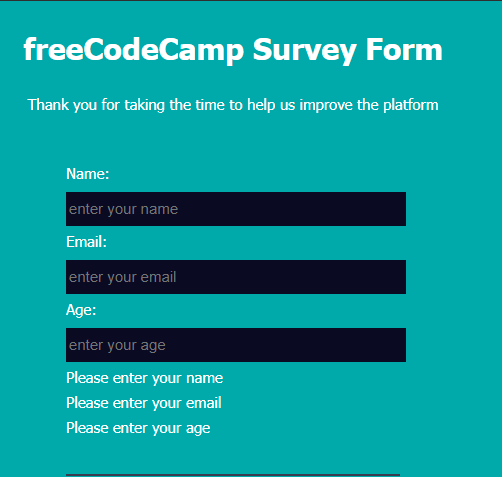 freeCodeCamp Survey Form
Thank you for taking the time to help us improve the platform
Name:
enter your name
Email:
enter your email
Age:
enter your age
Please enter your name
Please enter your email
Please enter your age